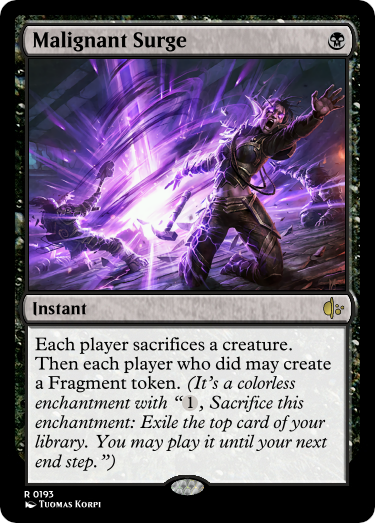 Malignant Surge
Instant
Each player sacrifices a creature.
Then each player who did may create
a Fragment token. (It's a colorless
enchantment with “1, Sacrifice this
enchantment: Exile the top card of your
library. You may play it until your next
end step.”)
R 0193
Tuomas Korpi